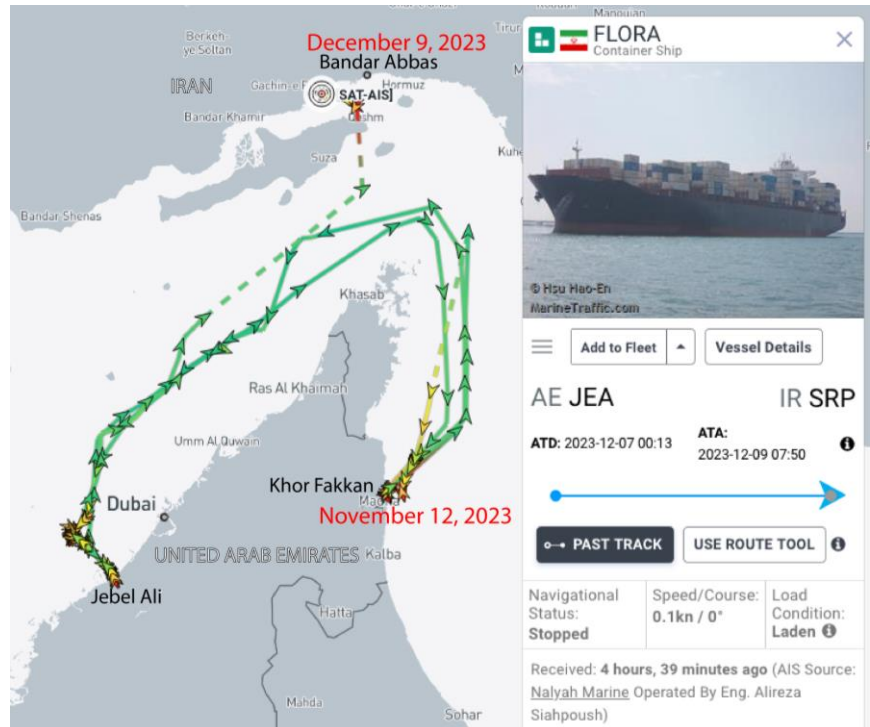 Manoujan
Berkeh-
ye Soltan
December 9, 2023
Bandar Abbas
IRAN
Gachin-e
Hormuz
SAT-AIS]
Bandar Khamir
Qeshm
Suza
Bandar Shenas
Khasab
Ras Al Khaimah
Umm Al Quwain
Khor Fakkan
November 12, 2023
Dubai
UNITED ARAB EMIRATES
Kalba
Jebel Ali
Hatta
Mahda
Sohar
FLORA
Container Ship
© Hsu Hao-En
MarineTraffic.com
Add to Fleet
Vessel Details
AE JEA
IR SRP
ATD: 2023-12-07 00:13
ATA:
2023-12-09 07:50
PAST TRACK
USE ROUTE TOOL
Navigational
Status:
Stopped
Speed/Course:
0.1kn / 0°
Load
Condition:
Laden
Received: 4 hours, 39 minutes ago (AIS Source:
Nalyah Marine Operated By Eng. Alireza
Siahpoush)